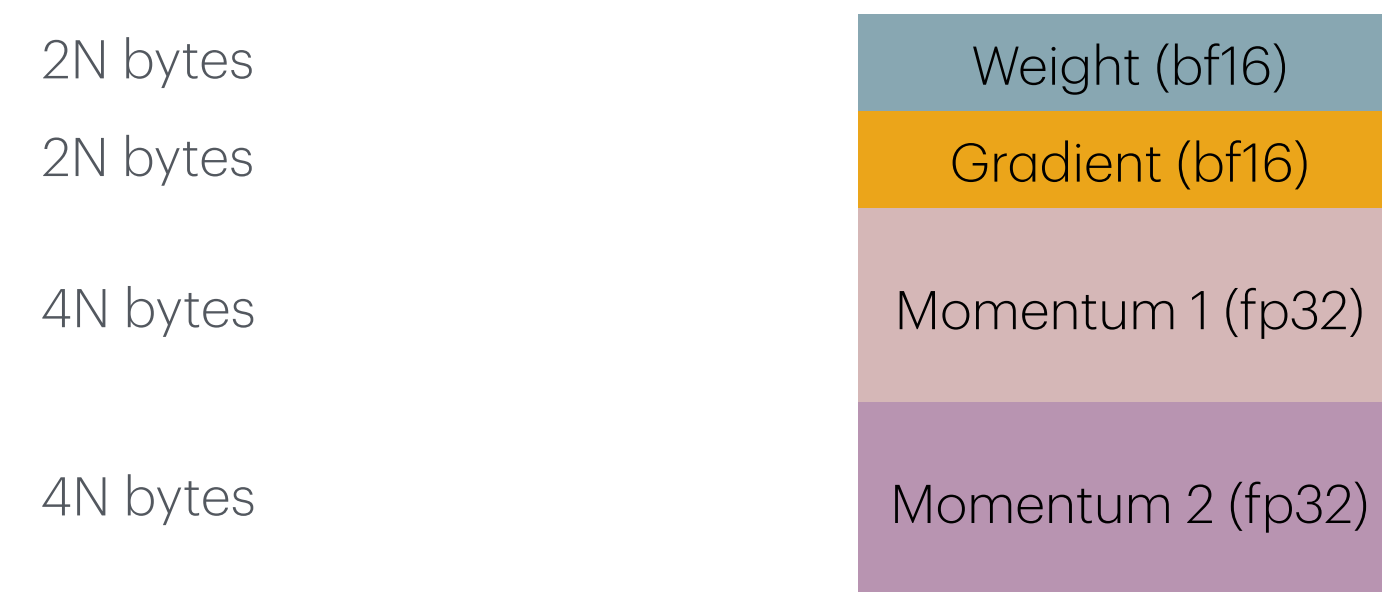 2N bytes
Weight (bf16)
2N bytes
Gradient (bf16)
4N bytes
Momentum 1 (fp32)
4N bytes
Momentum 2 (fp32)